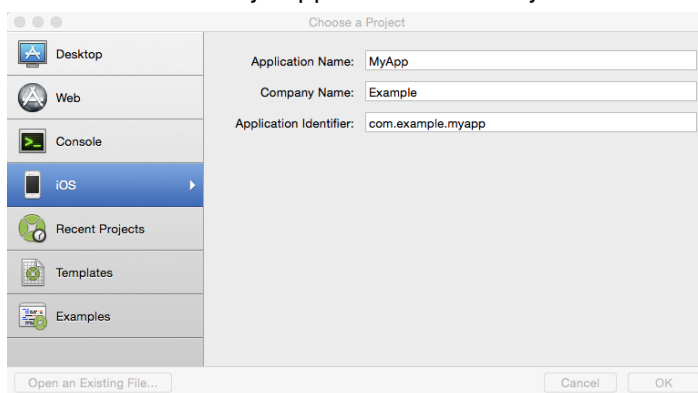 Choose a Project
Desktop
Web
Console
iOS
Recent Projects
Templates
Examples
Application Name: MyApp
Company Name: Example
Application Identifier: com.example.myapp
Open an Existing File...
Cancel
OK